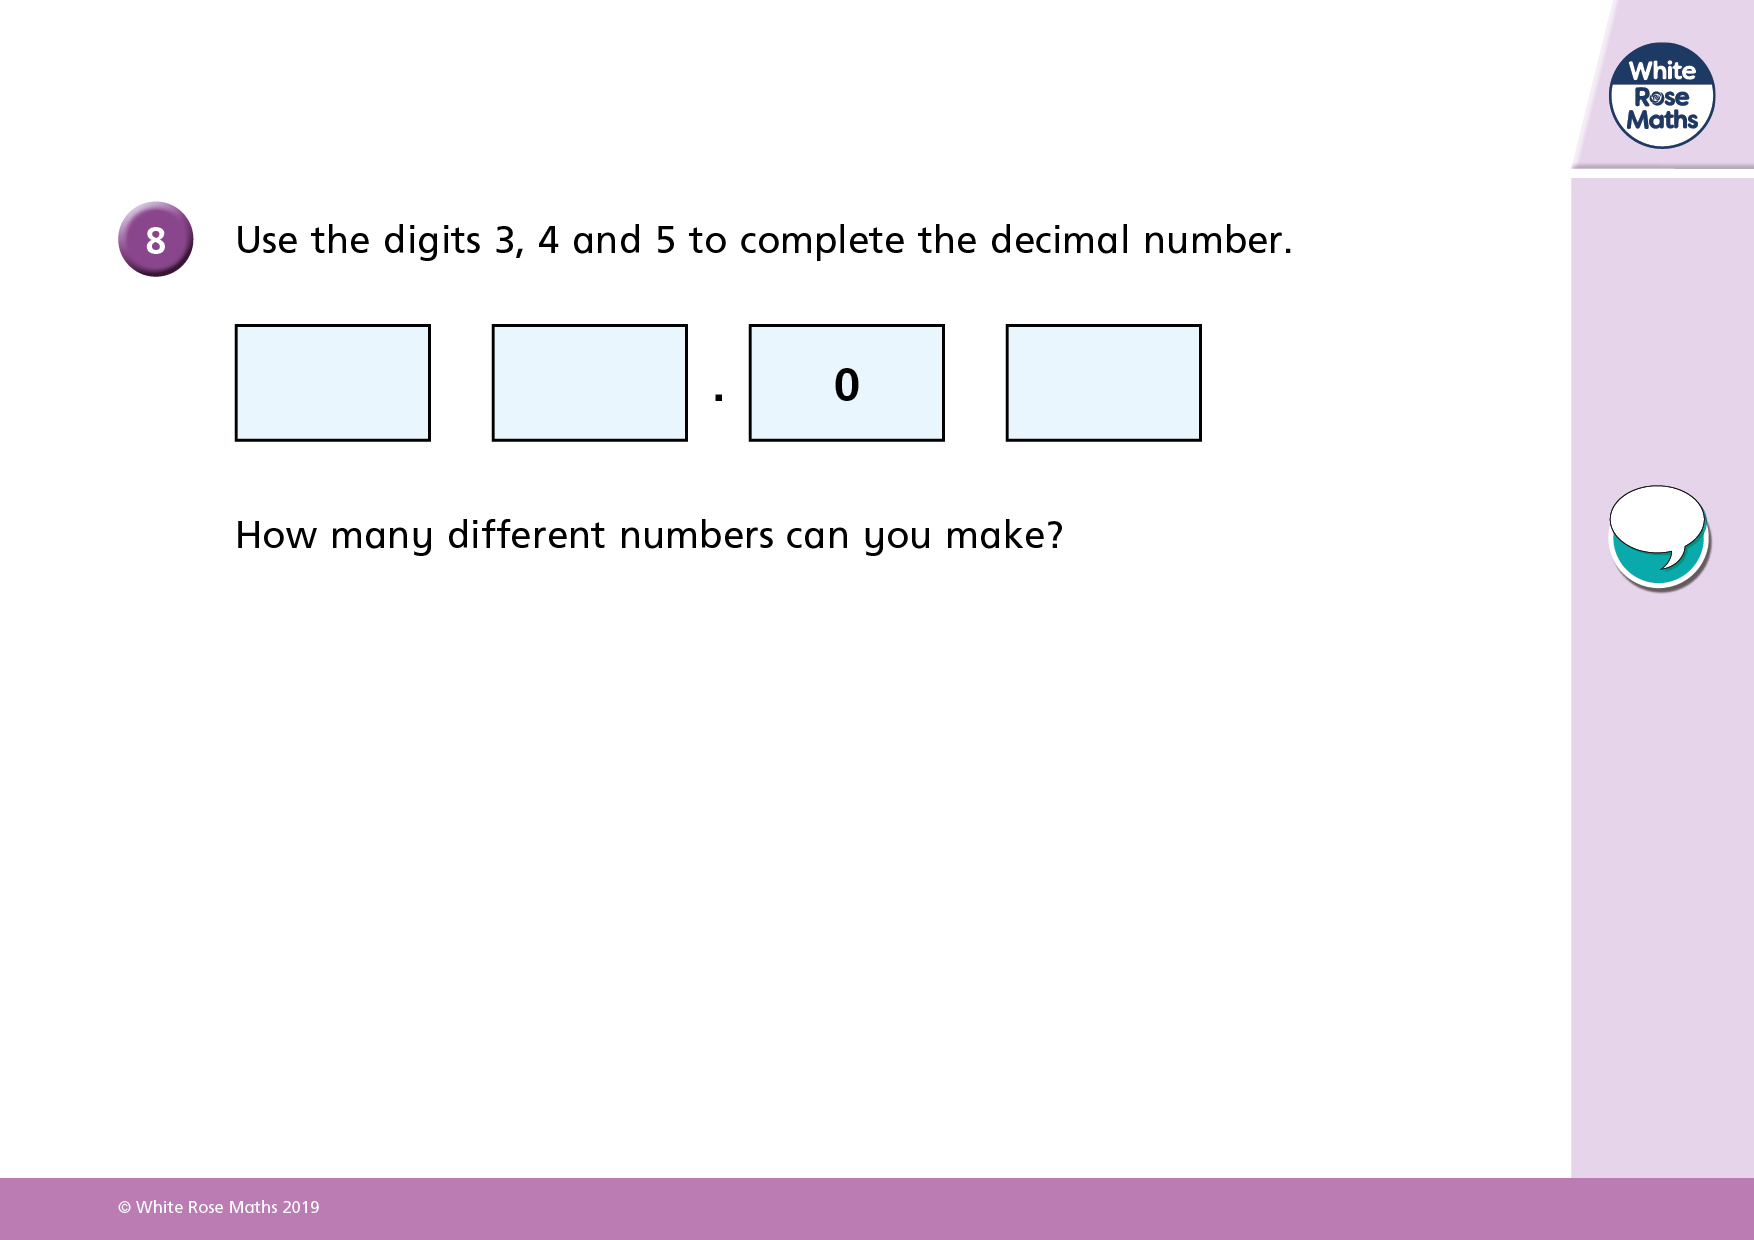 White
Rose
Maths
8 Use the digits 3, 4 and 5 to complete the decimal number.
. 0
How many different numbers can you make?
© White Rose Maths 2019